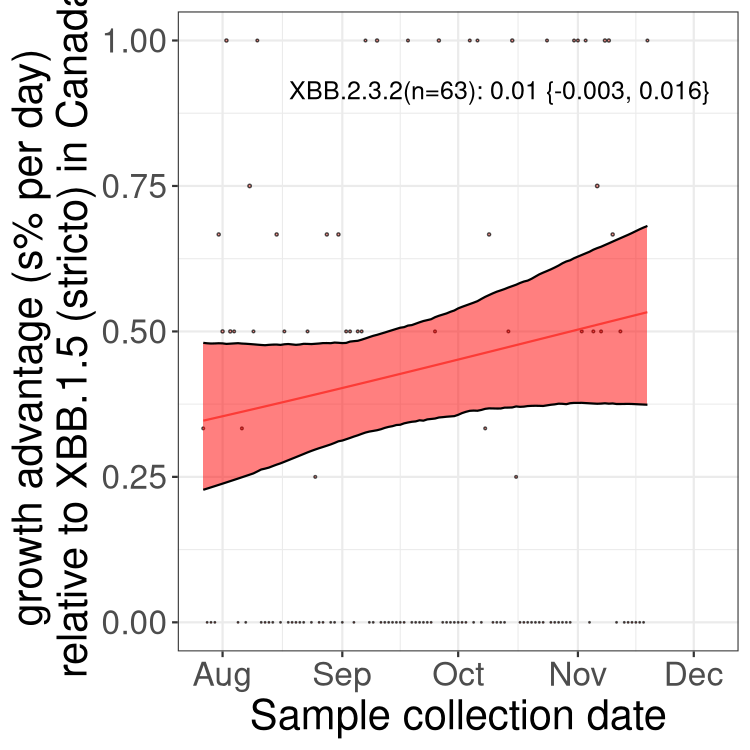 growth advantage (s% per day)
relative to XBB.1.5 (stricto) in Canada
1.00
0.75
0.50
0.25
0.00
XBB.2.3.2(n=63): 0.01 {-0.003, 0.016}
Aug Sep Oct Nov Dec
Sample collection date